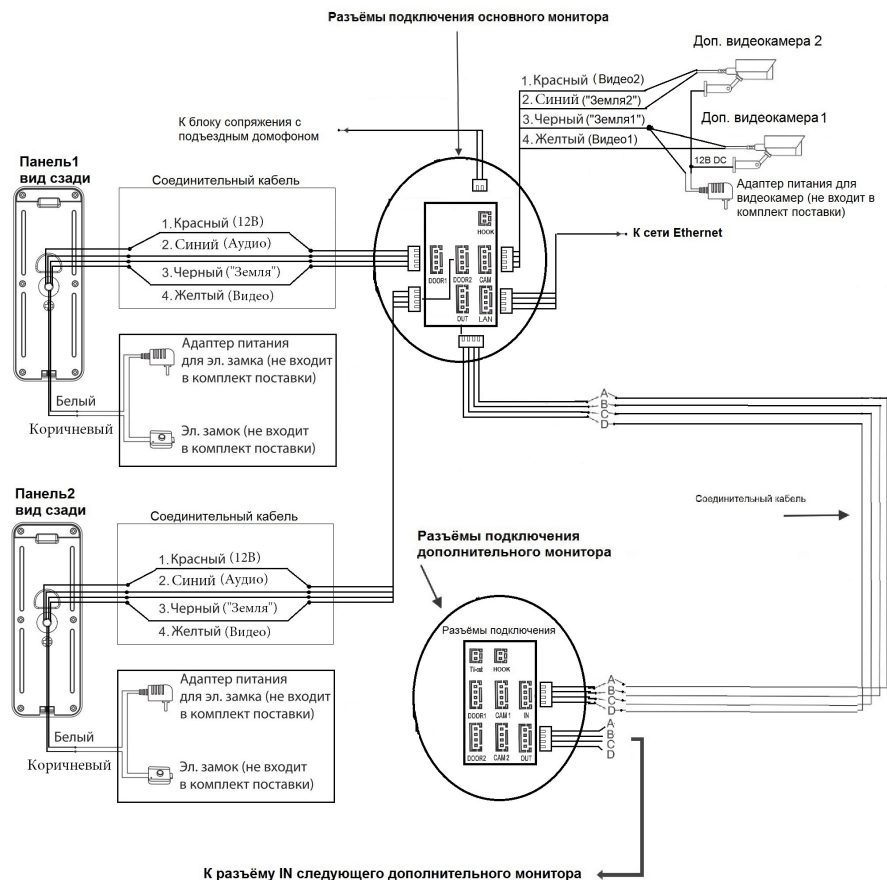 Разъёмы подключения основного монитора
Доп. видеокамера 2
1. Красный (Видео2)
2. Синий ("Земля2")
3. Черный ("Земля1")
4. Желтый (Видео1)
Доп. видеокамера 1
12В DC
Адаптер питания для
видеокамер (не входит в
комплект поставки)
К блоку сопряжения с
подъездным домофоном
К сети Ethernet
Панель1
вид сзади
Соединительный кабель
1. Красный (12В)
2. Синий (Аудио)
3. Черный ("Земля")
4. Желтый (Видео)
HOOK
DOOR1
DOOR2
CAM
OUT
LAN
Адаптер питания
для эл. замка (не входит
в комплект поставки)
Белый
Коричневый
Эл. замок (не входит
в комплект поставки)
A
B
C
D
Соединительный кабель
Панель2
вид сзади
Соединительный кабель
1. Красный (12В)
2. Синий (Аудио)
3. Черный ("Земля")
4. Желтый (Видео)
Адаптер питания
для эл. замка (не входит
в комплект поставки)
Белый
Коричневый
Эл. замок (не входит
в комплект поставки)
Разъёмы подключения
дополнительного монитора
Разъёмы подключения
HOOK
DOOR1
CAM 1
IN
DOOR2
CAM 2
OUT
A
B
C
D
A
B
C
D
К разъёму IN следующего дополнительного монитора